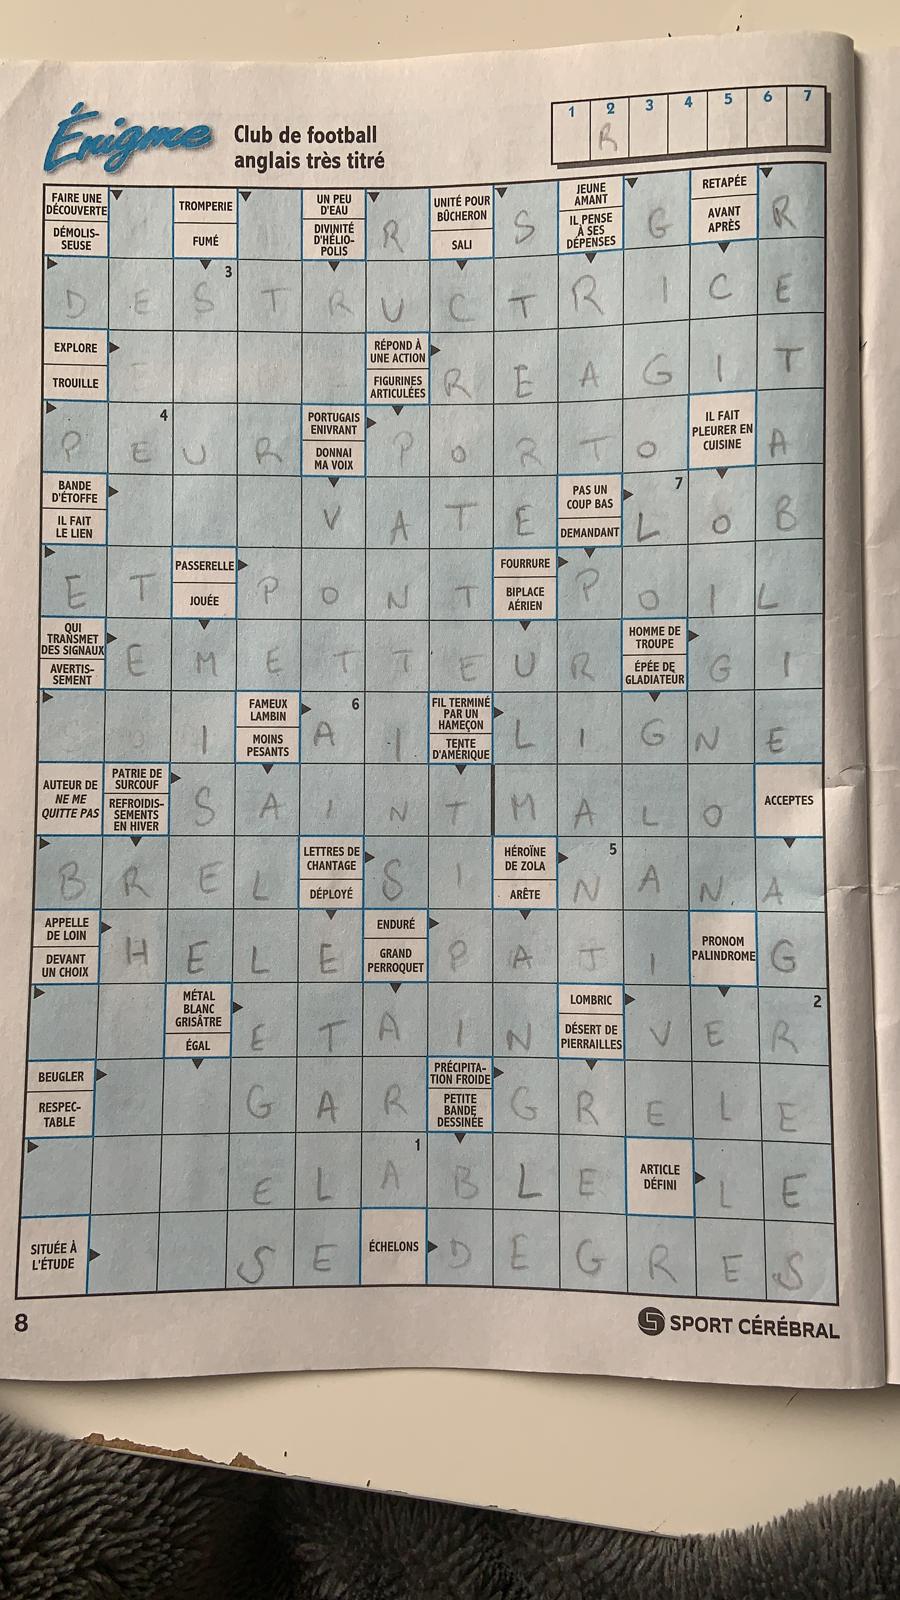 Énigme
Club de football
anglais très titré
1 2 3 4 5 6 7
R
FAIRE UNE DÉCOUVERTE
DÉMOLISSEUSE
TROMPERIE
FUMÉ
UN PEU D'EAU
DIVINITÉ D'HÉLIOPOLIS
R
UNITÉ POUR BÛCHERON
SALI
S
JEUNE AMANT
IL PENSE À SES DÉPENSES
G
RETAPÉE
AVANT APRÈS
R
3
D E S T R U C T R I C E
EXPLORE
TROUILLE
RÉPOND À UNE ACTION
FIGURINES ARTICULÉES
R E A G I T
4
P E U R
PORTUGAIS ENIVRANT
DONNAI MA VOIX
P O R T O
IL FAIT PLEURER EN CUISINE
A
BANDE D'ÉTOFFE
IL FAIT LE LIEN
V A T E
PAS UN COUP BAS
DEMANDANT
7
L O B
E T
PASSERELLE
JOUÉE
P O N T
FOURRURE
BIPLACE AÉRIEN
P O I L
QUI TRANSMET DES SIGNAUX
AVERTISSEMENT
E M E T T E U R
HOMME DE TROUPE
ÉPÉE DE GLADIATEUR
G I
I
FAMEUX LAMBIN
MOINS PESANTS
6
A I
FIL TERMINÉ PAR UN HAMEÇON
TENTE D'AMÉRIQUE
L I G N E
AUTEUR DE NE ME QUITTE PAS
PATRIE DE SURCOUF
REFROIDISSEMENTS EN HIVER
S A I N T M A L O
ACCEPTES
B R E L
LETTRES DE CHANTAGE
DÉPLOYÉ
S I
HÉROÏNE DE ZOLA
ARÊTE
5
N A N A
APPELLE DE LOIN
DEVANT UN CHOIX
H E L E
ENDURÉ
GRAND PERROQUET
P A T I
PRONOM PALINDROME
G
MÉTAL BLANC GRISÂTRE
ÉGAL
E T A I N
LOMBRIC
DÉSERT DE PIERRAILLES
2
V E R
BEUGLER
RESPECTABLE
G A R
PRÉCIPITATION FROIDE
PETITE BANDE DESSINÉE
G R E L E
1
E L A B L E
ARTICLE DÉFINI
L E
SITUÉE À L'ÉTUDE
S E
ÉCHELONS
D E G R E S
8
SPORT CÉRÉBRAL